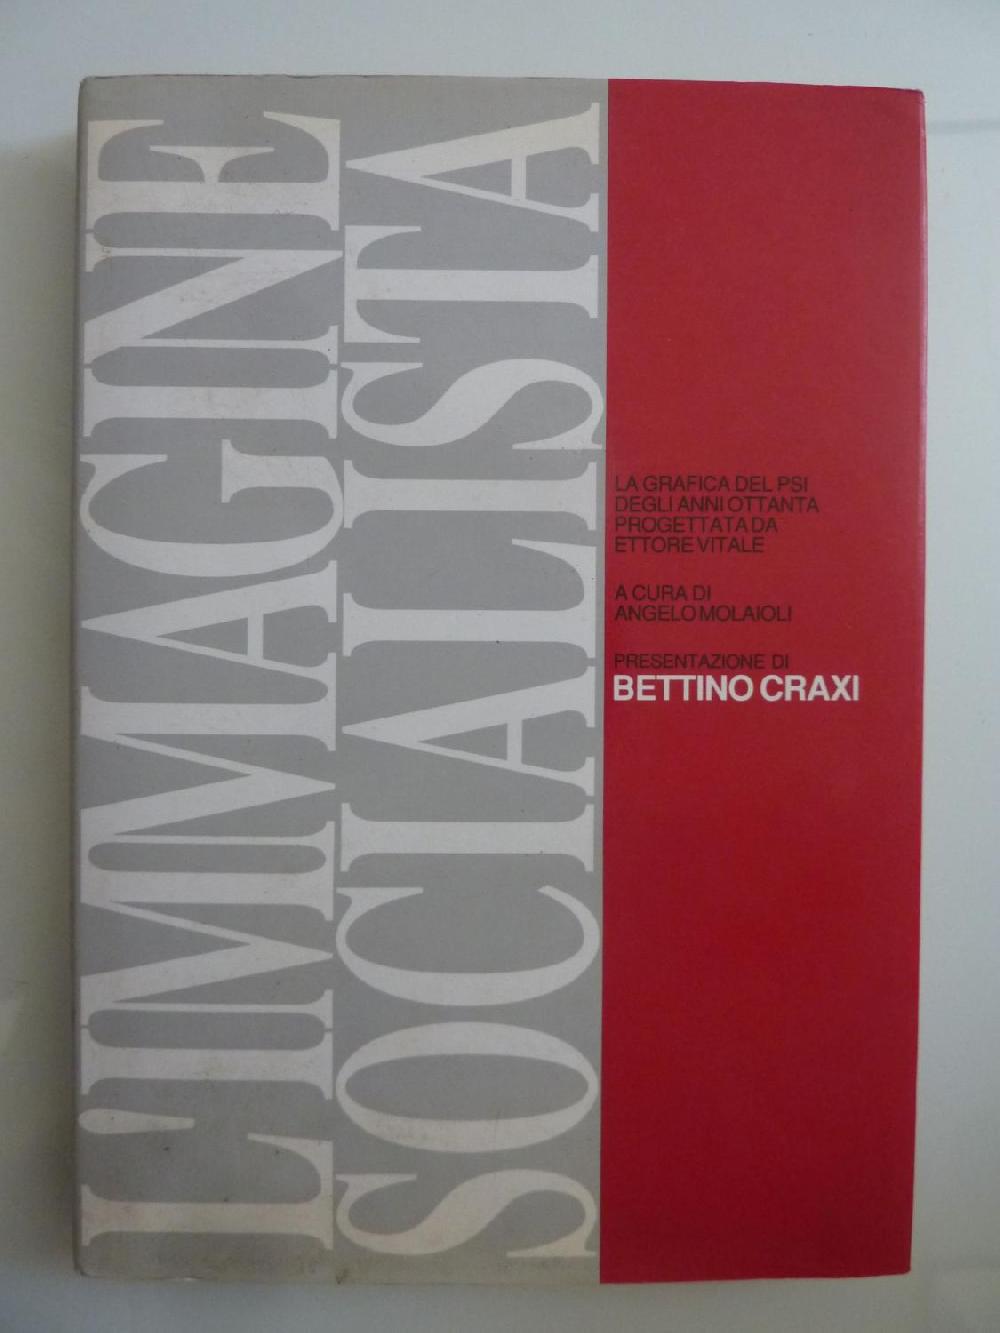 L'IMMAGINE
SOCIALISTA
LA GRAFICA DEL PSI
DEGLI ANNI OTTANTA
PROGETTATA DA
ETTORE VITALE
A CURA DI
ANGELO MOLAIOLI
PRESENTAZIONE DI
BETTINO CRAXI